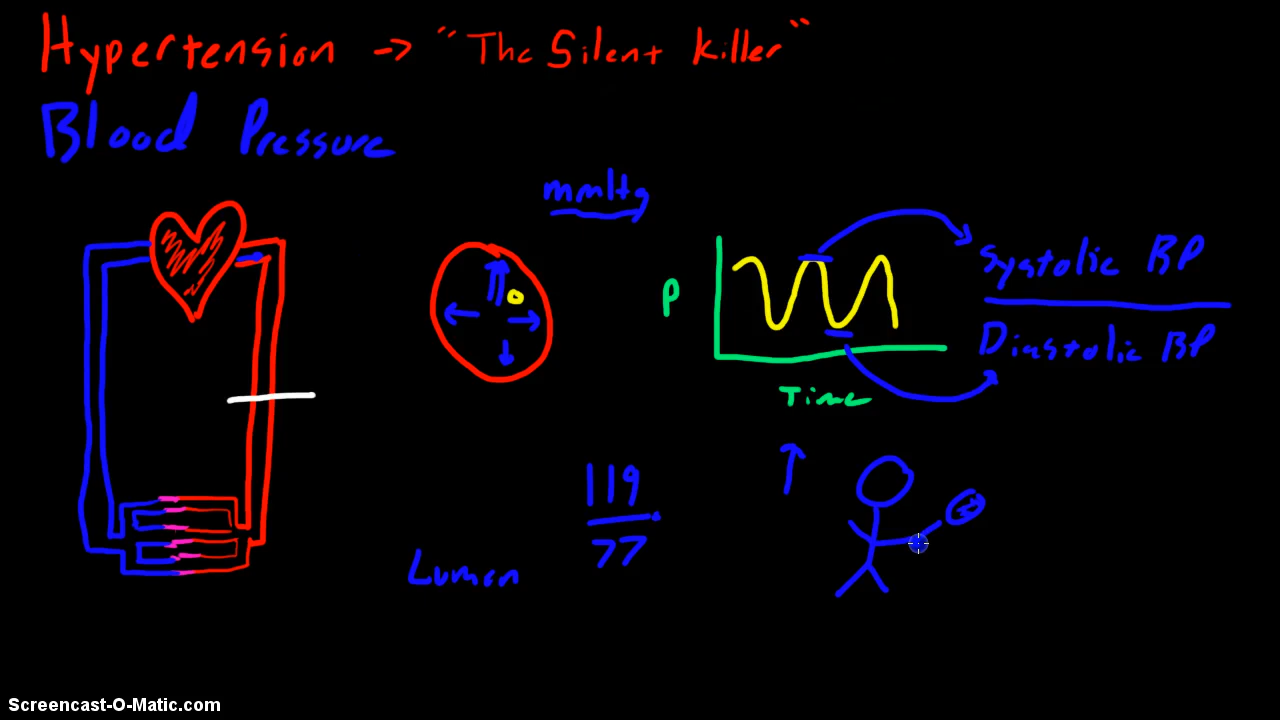 Hypertension -> "The Silent Killer"
Blood Pressure
mmHg
P
Systolic BP
Diastolic BP
Time
119
77
Lumen
Screencast-O-Matic.com